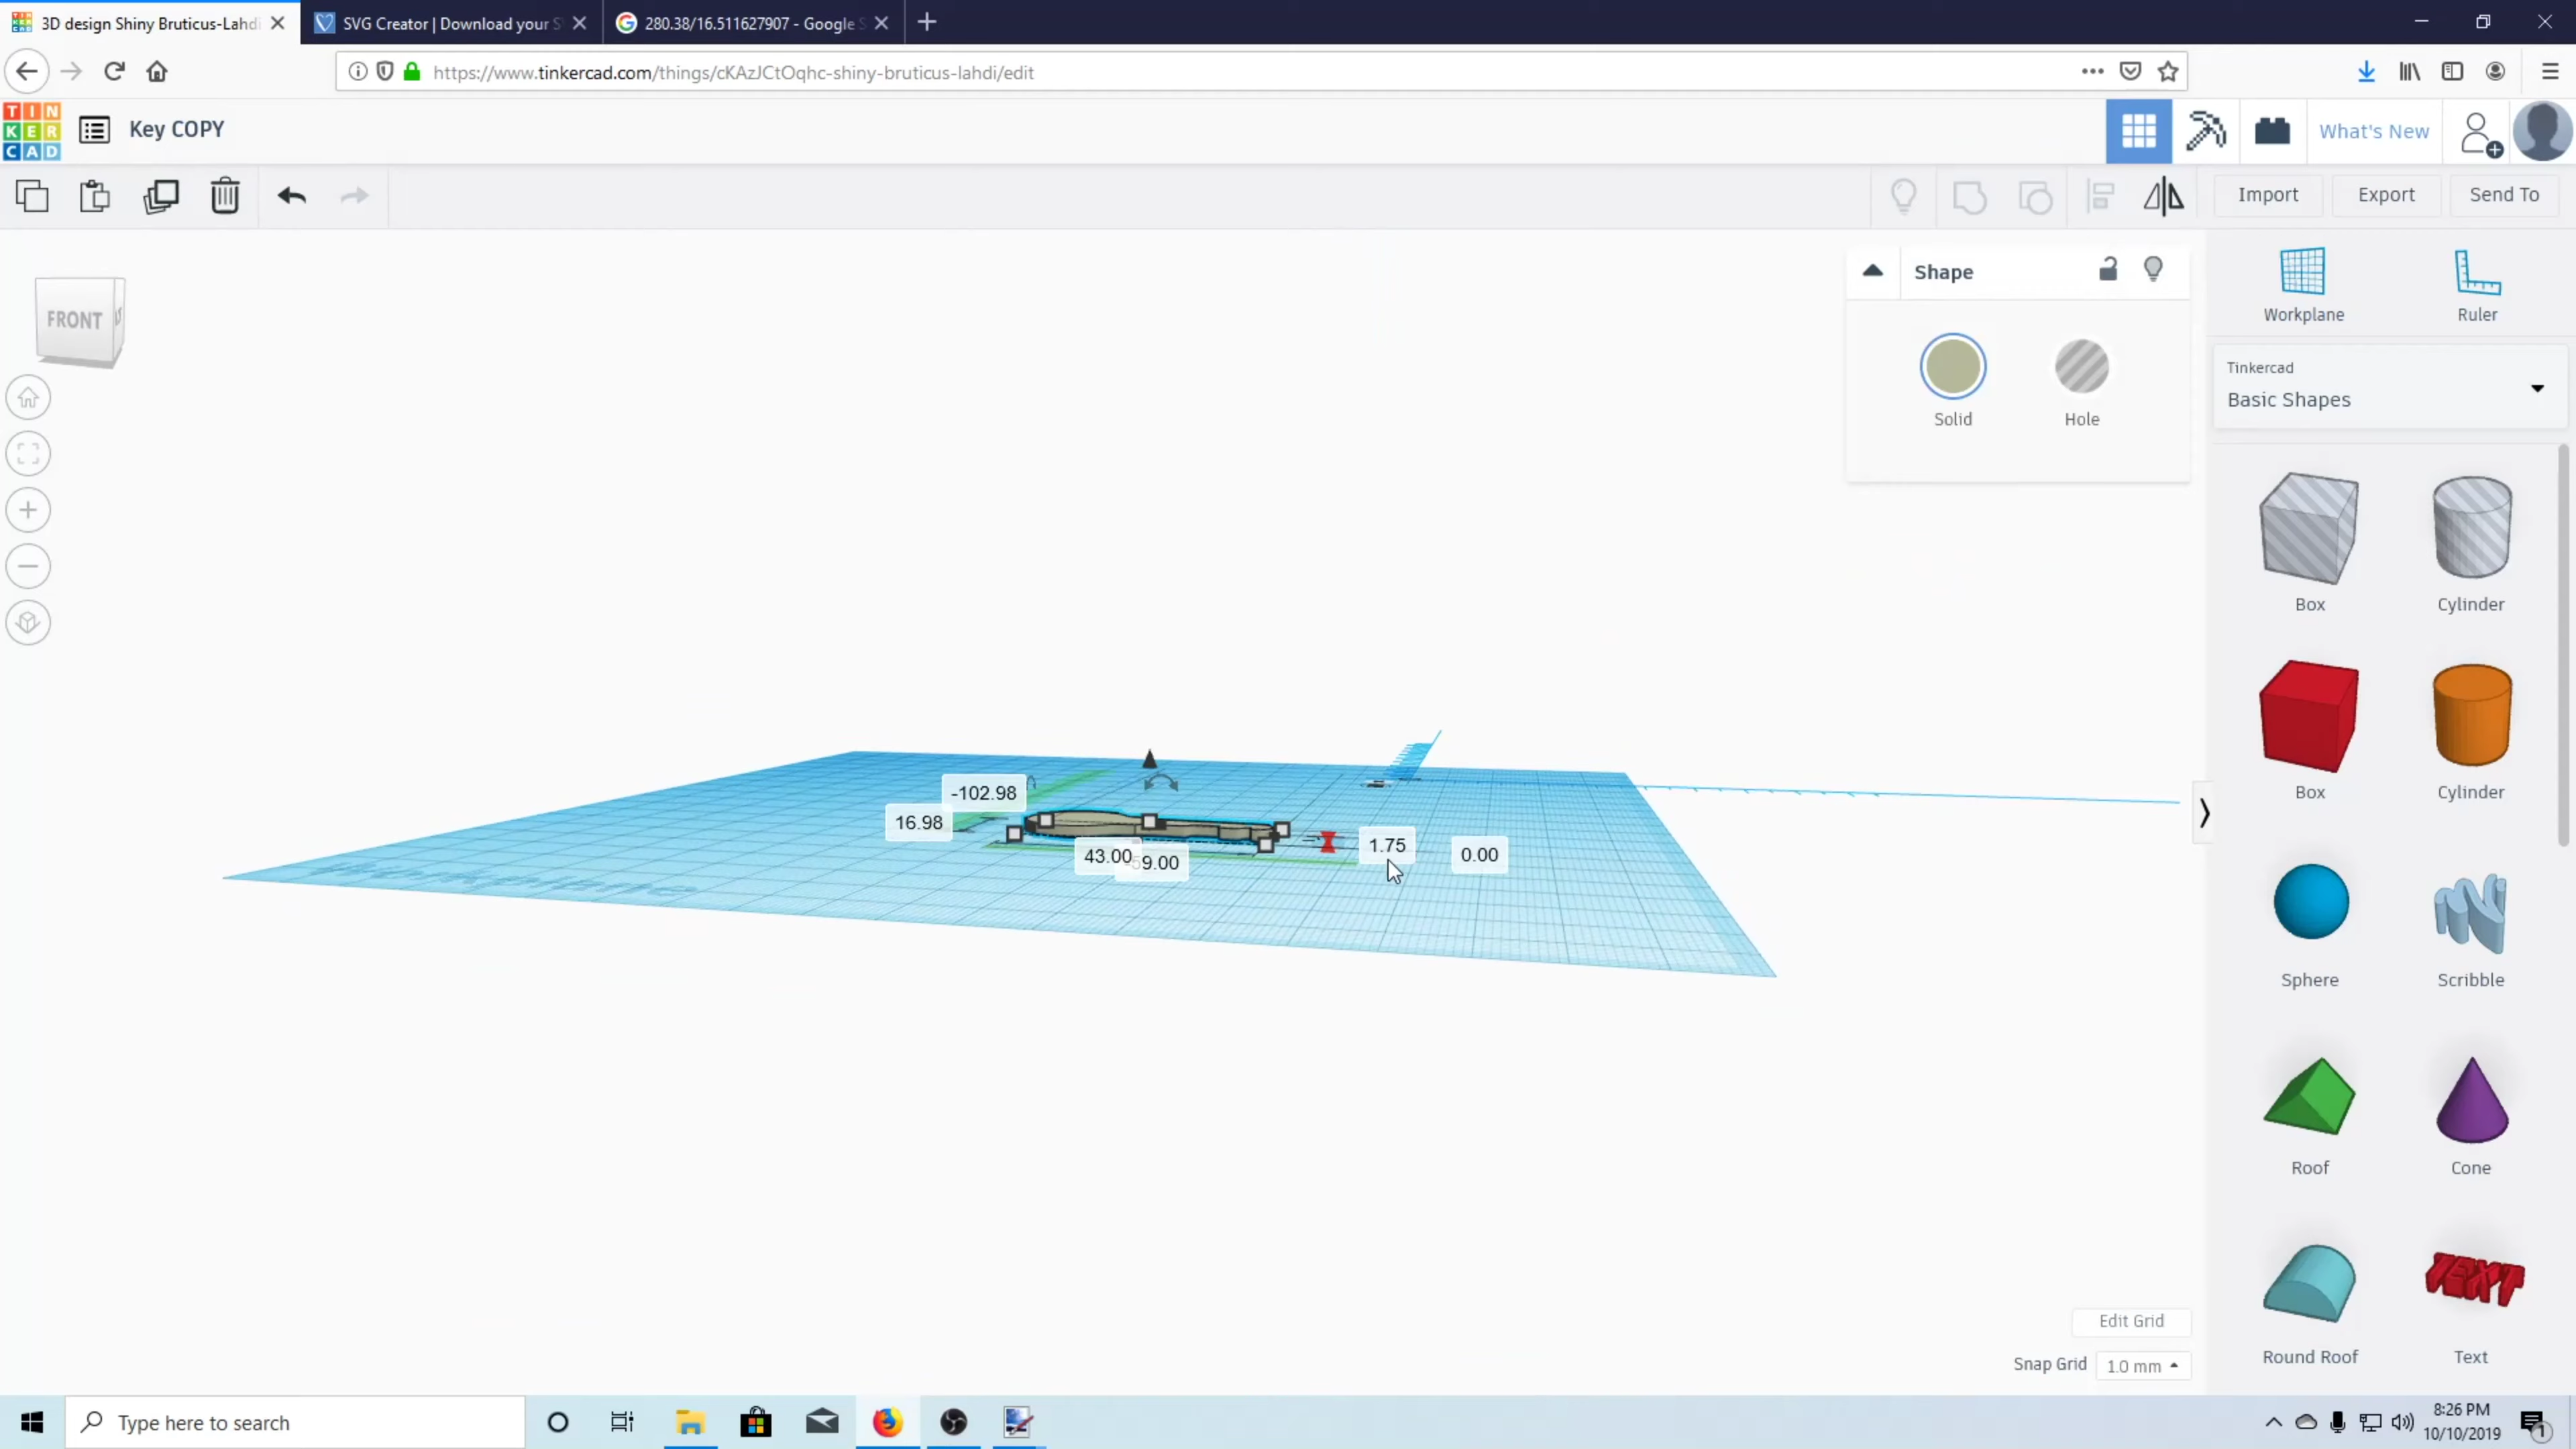 3D design Shiny Bruticus-Lahdi
SVG Creator | Download your S
280.38/16.511627907 - Google S
https://www.tinkercad.com/things/cKAzJCtOqhc-shiny-bruticus-lahdi/edit
TIN
KER
CAD
Key COPY
What's New
Import
Export
Send To
FRONT
Shape
Solid
Hole
Workplane
Ruler
Tinkercad
Basic Shapes
Box
Cylinder
Box
Cylinder
Sphere
Scribble
Roof
Cone
TEXT
Round Roof
Text
-102.98
16.98
43.00
59.00
1.75
0.00
Edit Grid
Snap Grid
1.0 mm
Type here to search
8:26 PM
10/10/2019
1